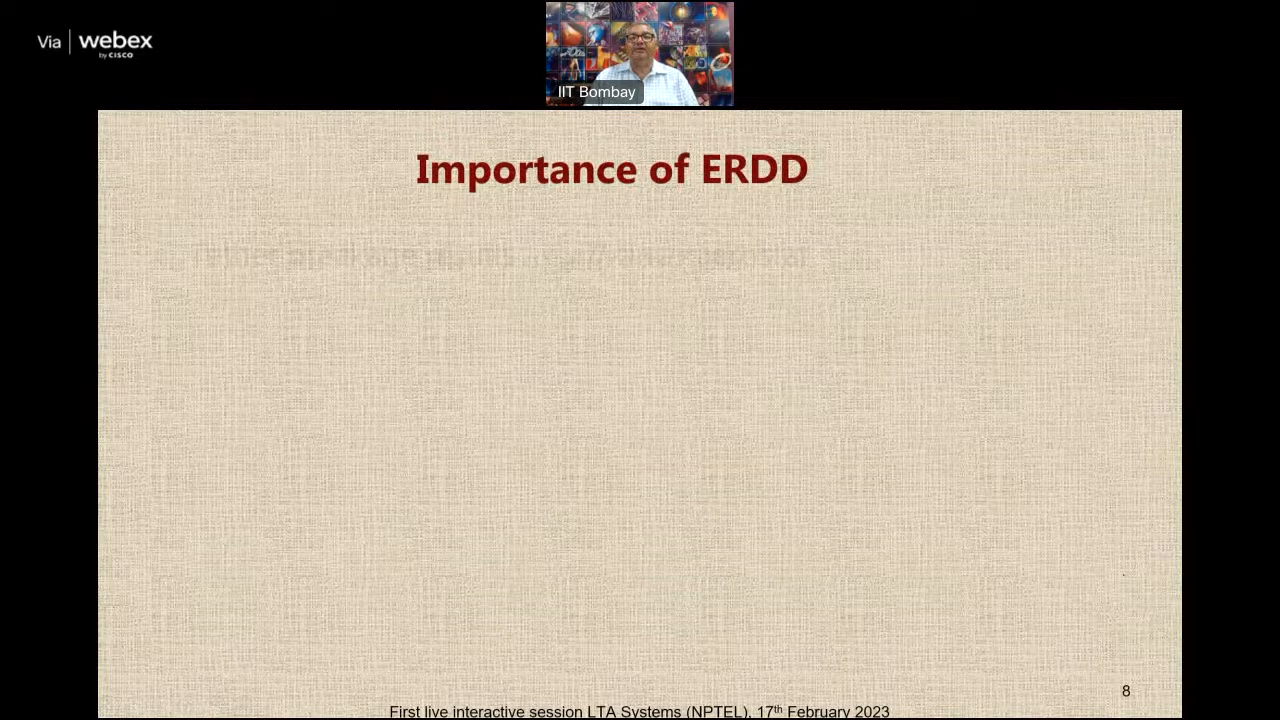 Via webex
by CISCO
IIT Bombay
Importance of ERDD
8
First live interactive session LTA Systems (NPTEL), 17th February 2023